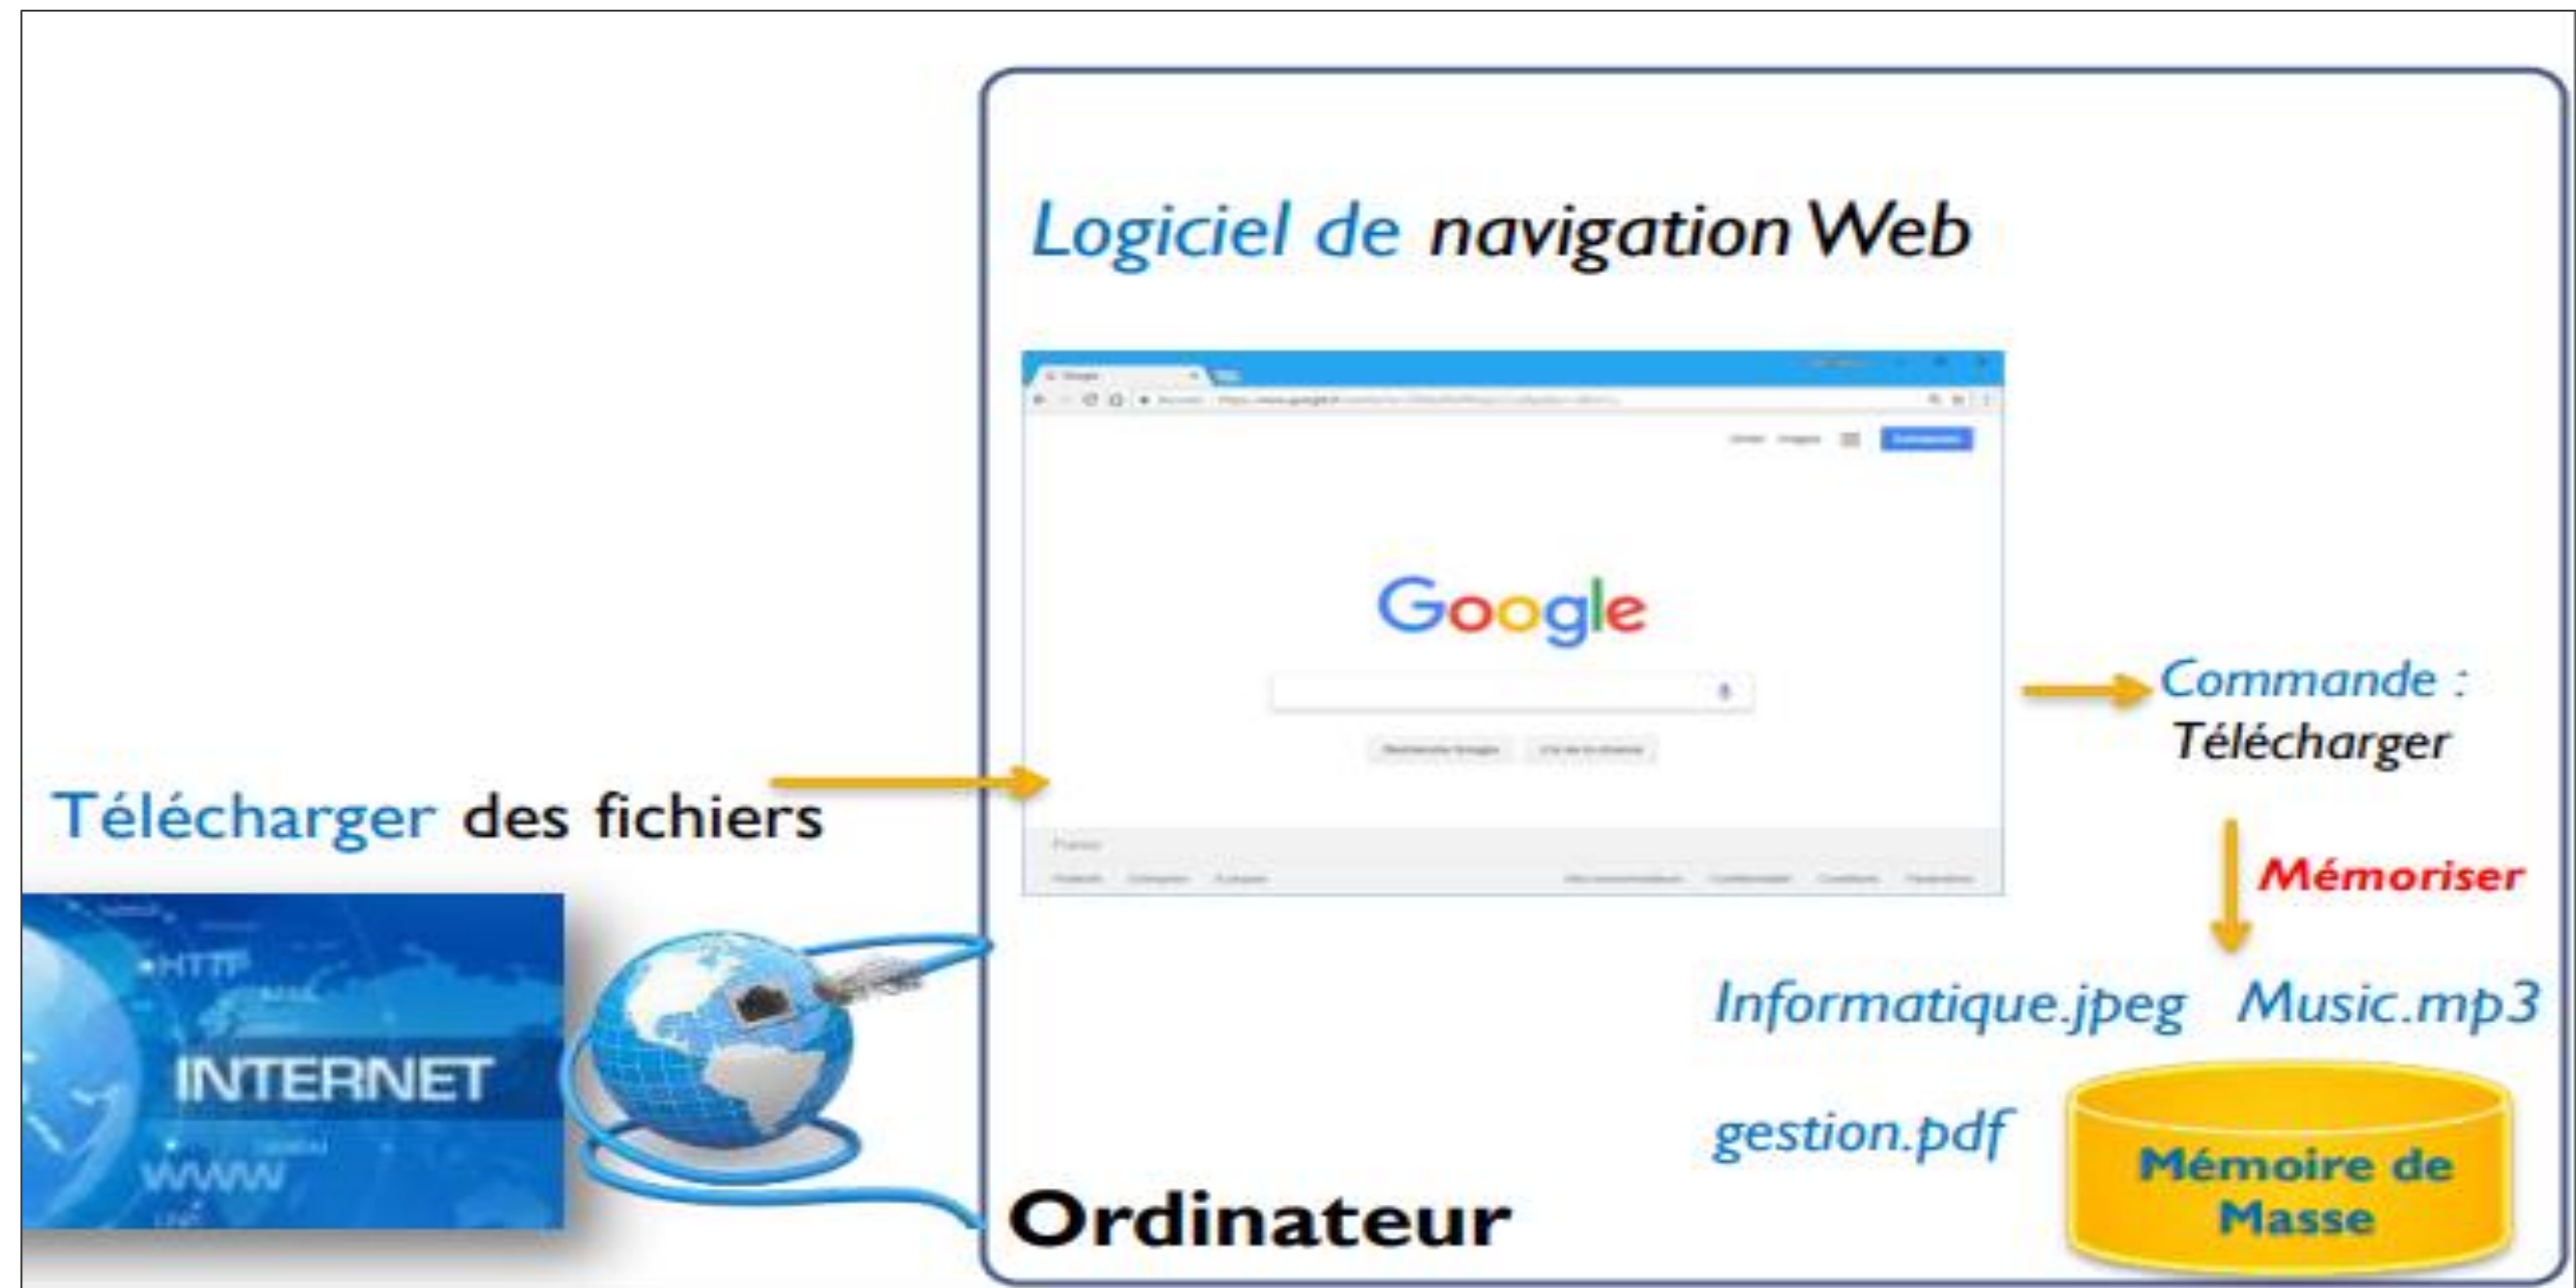 Logiciel de navigation Web
Google
Google
Commande :
Télécharger
Télécharger des fichiers
Mémoriser
HTTP
INTERNET
WWW
Informatique.jpeg Music.mp3
gestion.pdf
Mémoire de
Masse
Ordinateur